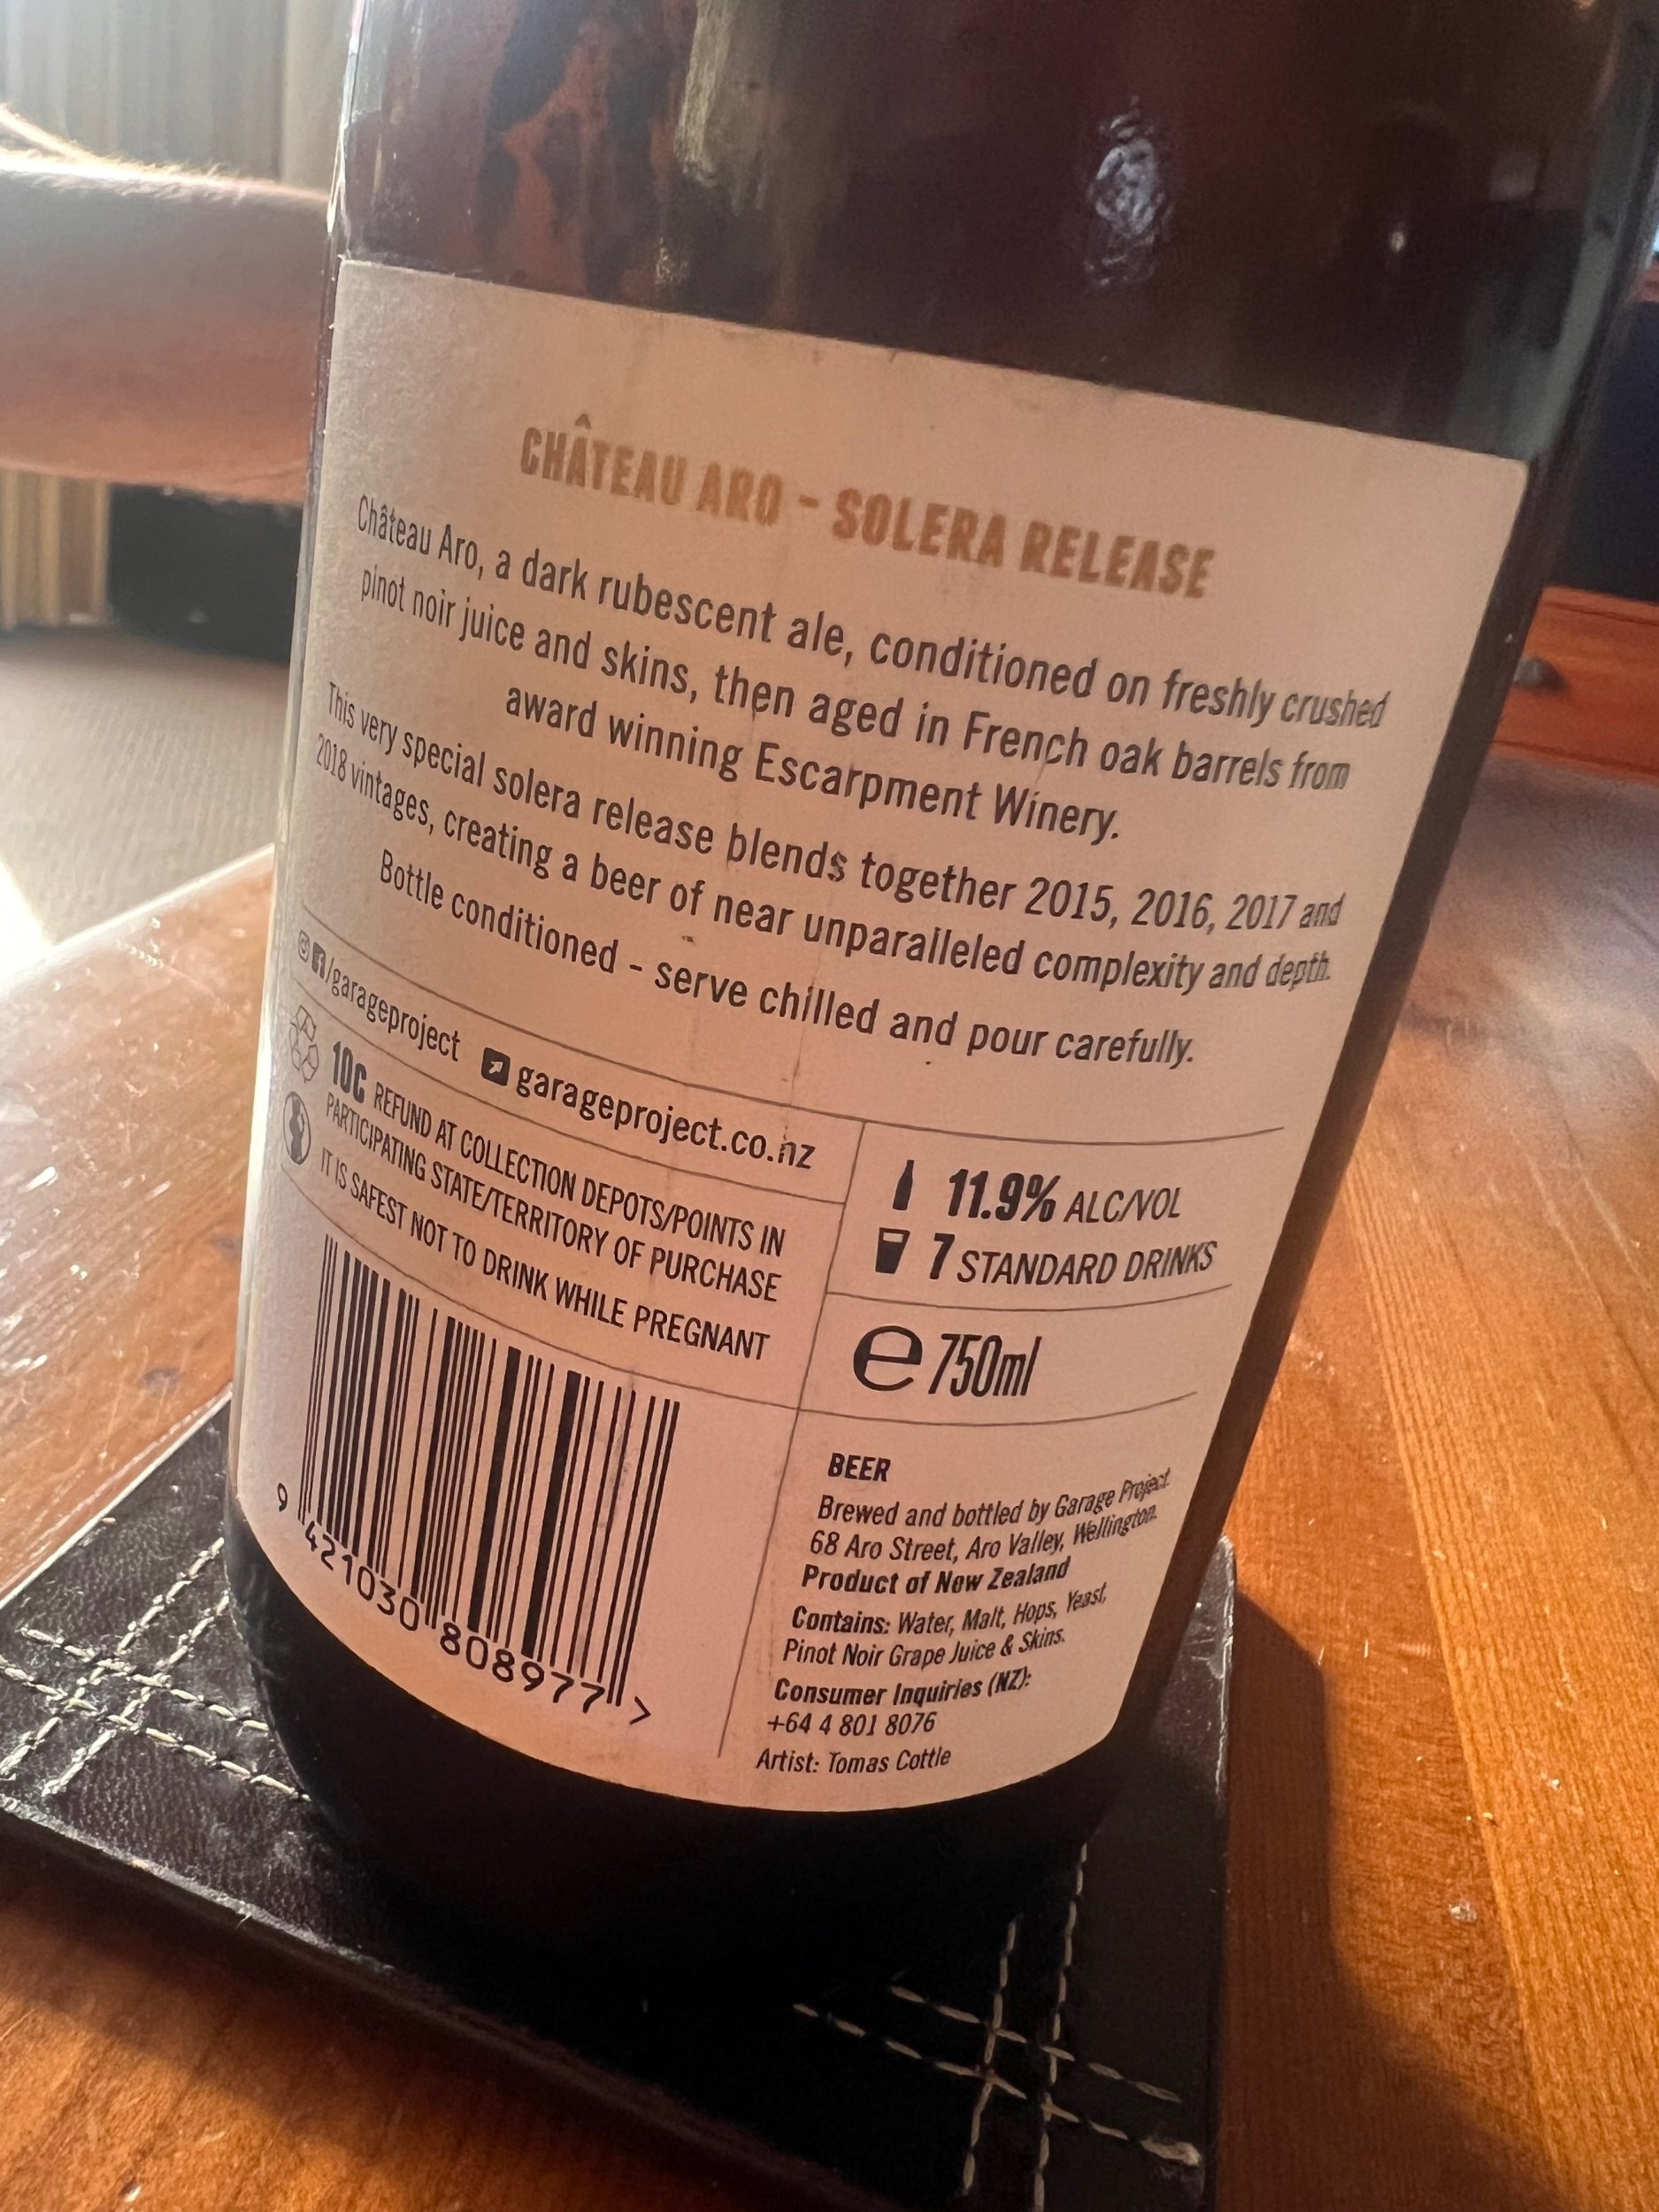 CHÂTEAU ARO - SOLERA RELEASE
Château Aro, a dark rubescent ale, conditioned on freshly crushed
pinot noir juice and skins, then aged in French oak barrels from
award winning Escarpment Winery.
This very special solera release blends together 2015, 2016, 2017 and
2018 vintages, creating a beer of near unparalleled complexity and depth.
Bottle conditioned - serve chilled and pour carefully.
/garageproject garageproject.co.nz
10C REFUND AT COLLECTION DEPOTS/POINTS IN
PARTICIPATING STATE/TERRITORY OF PURCHASE
IT IS SAFEST NOT TO DRINK WHILE PREGNANT
11.9% ALC/VOL
7 STANDARD DRINKS
e 750ml
9 421030 808977 >
BEER
Brewed and bottled by Garage Project.
68 Aro Street, Aro Valley, Wellington.
Product of New Zealand
Contains: Water, Malt, Hops, Yeast,
Pinot Noir Grape Juice & Skins.
Consumer Inquiries (NZ):
+64 4 801 8076
Artist: Tomas Cottle